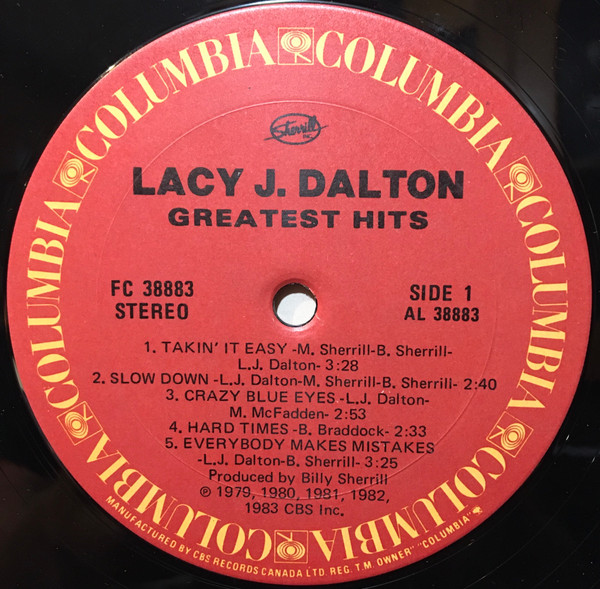 COLUMBIA COLUMBIA COLUMBIA COLUMBIA COLUMBIA COLUMBIA
Sherrill
INC.
LACY J. DALTON
GREATEST HITS
FC 38883
STEREO
SIDE 1
AL 38883
1. TAKIN' IT EASY -M. Sherrill-B. Sherrill-
L.J. Dalton- 3:28
2. SLOW DOWN -L.J. Dalton-M. Sherrill-B. Sherrill- 2:40
3. CRAZY BLUE EYES -L.J. Dalton-
M. McFadden- 2:53
4. HARD TIMES -B. Braddock- 2:33
5. EVERYBODY MAKES MISTAKES
-L.J. Dalton-B. Sherrill- 3:25
Produced by Billy Sherrill
℗ 1979, 1980, 1981, 1982,
1983 CBS Inc.
MANUFACTURED BY CBS RECORDS CANADA LTD. REG. T.M. OWNER "COLUMBIA"